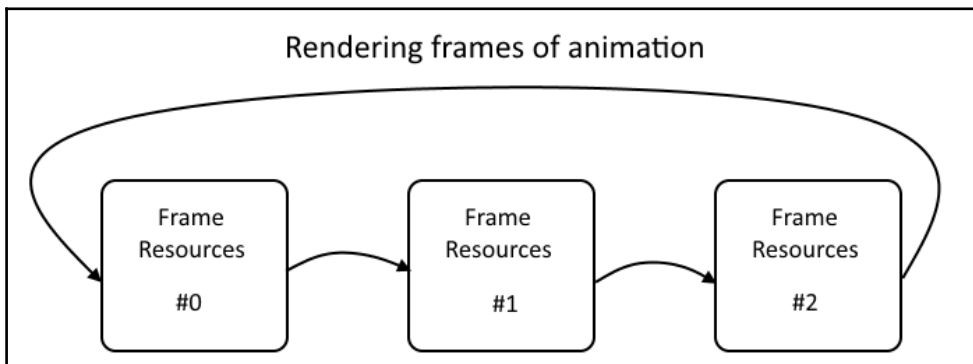 Rendering frames of animation
Frame
Resources
#0
Frame
Resources
#1
Frame
Resources
#2